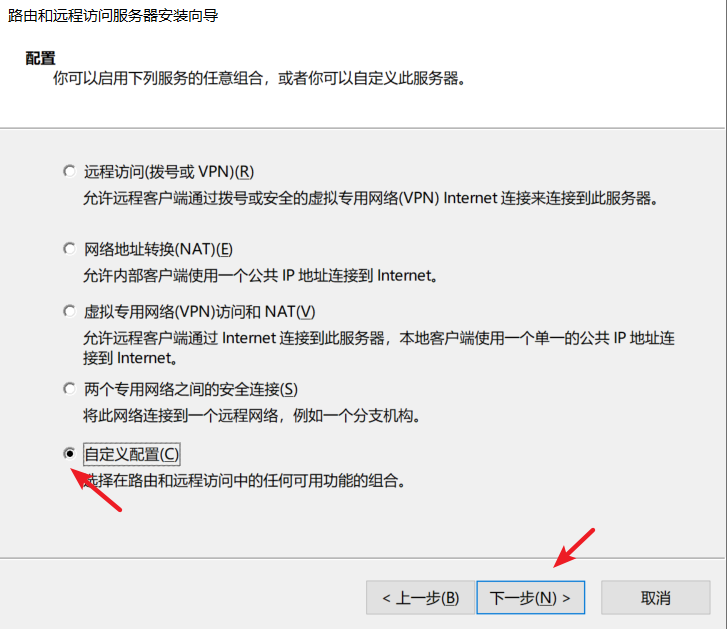 路由和远程访问服务器安装向导
配置
你可以启用下列服务的任意组合，或者你可以自定义此服务器。
远程访问(拨号或 VPN)(R)
允许远程客户端通过拨号或安全的虚拟专用网络(VPN) Internet 连接来连接到此服务器。
网络地址转换(NAT)(E)
允许内部客户端使用一个公共 IP 地址连接到 Internet。
虚拟专用网络(VPN)访问和 NAT(V)
允许远程客户端通过 Internet 连接到此服务器，本地客户端使用一个单一的公共 IP 地址连
接到 Internet。
两个专用网络之间的安全连接(S)
将此网络连接到一个远程网络，例如一个分支机构。
自定义配置(C)
选择在路由和远程访问中的任何可用功能的组合。
< 上一步(B)
下一步(N) >
取消